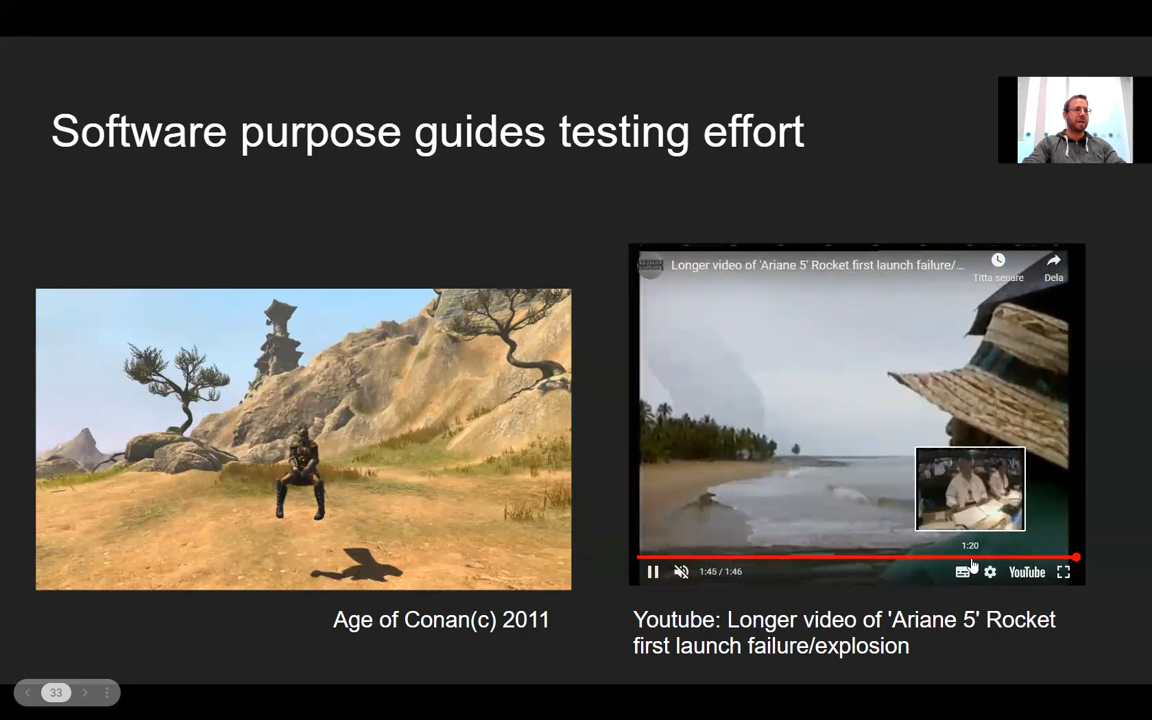 Software purpose guides testing effort
Longer video of 'Ariane 5' Rocket first launch failure/...
Titta senare
Dela
1:20
1:45 / 1:46
YouTube
Age of Conan(c) 2011
Youtube: Longer video of 'Ariane 5' Rocket
first launch failure/explosion
33